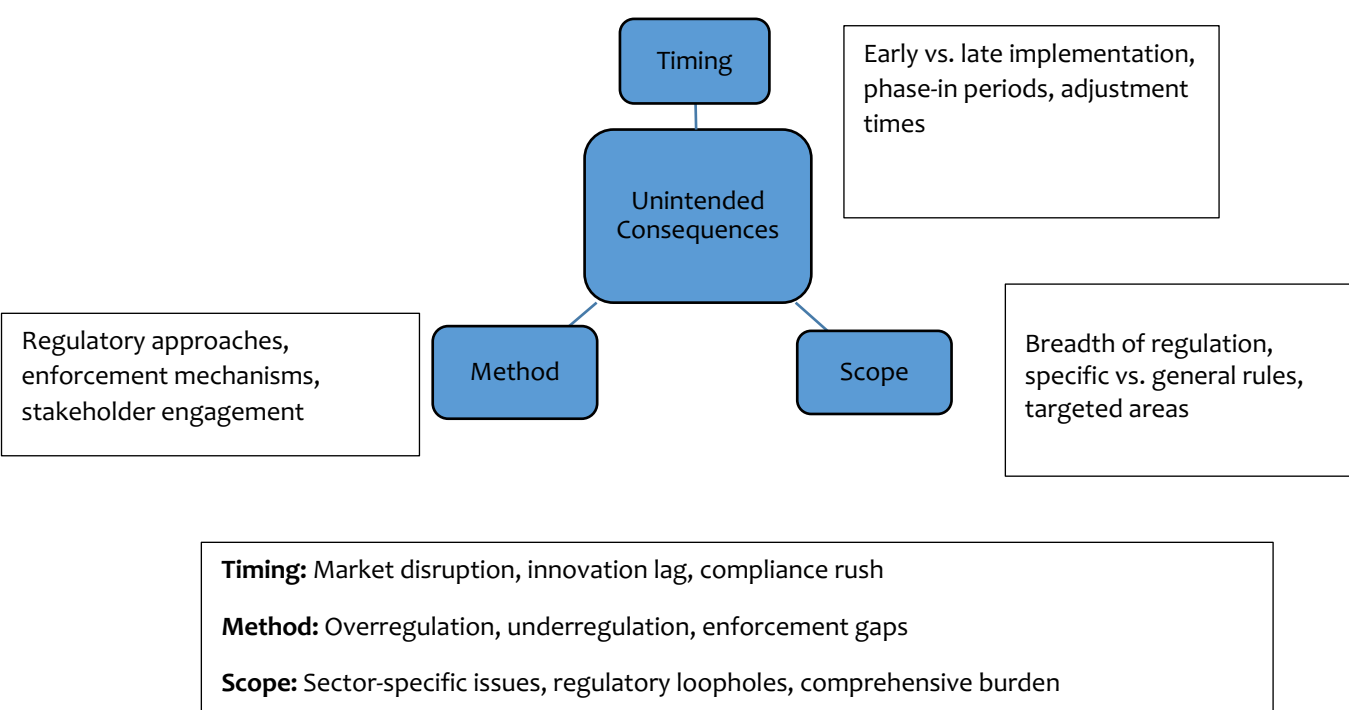 Timing
Early vs. late implementation,
phase-in periods, adjustment
times
Unintended
Consequences
Regulatory approaches,
enforcement mechanisms,
stakeholder engagement
Method
Scope
Breadth of regulation,
specific vs. general rules,
targeted areas
Timing: Market disruption, innovation lag, compliance rush
Method: Overregulation, underregulation, enforcement gaps
Scope: Sector-specific issues, regulatory loopholes, comprehensive burden